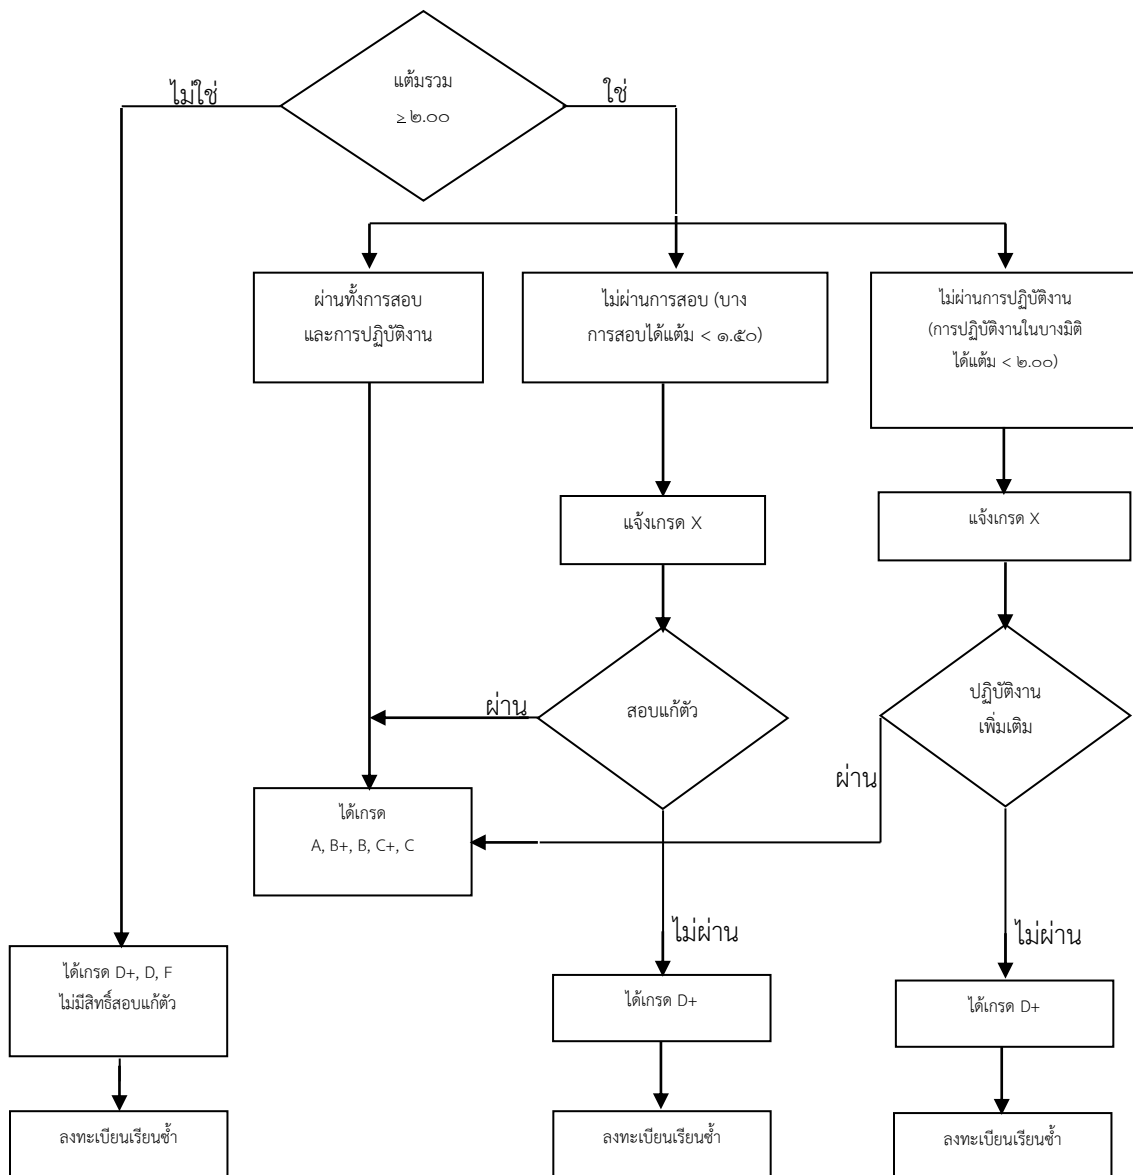 แต้มรวม
≥ ๒.๐๐
ไม่ใช่
ใช่
ผ่านทั้งการสอบ
และการปฏิบัติงาน
ไม่ผ่านการสอบ (บาง
การสอบได้แต้ม < ๑.๕๐)
ไม่ผ่านการปฏิบัติงาน
(การปฏิบัติงานในบางมิติ
ได้แต้ม < ๒.๐๐)
แจ้งเกรด X
แจ้งเกรด X
สอบแก้ตัว
ผ่าน
ปฏิบัติงาน
เพิ่มเติม
ผ่าน
ได้เกรด
A, B+, B, C+, C
ไม่ผ่าน
ไม่ผ่าน
ได้เกรด D+, D, F
ไม่มีสิทธิ์สอบแก้ตัว
ได้เกรด D+
ได้เกรด D+
ลงทะเบียนเรียนซ้ำ
ลงทะเบียนเรียนซ้ำ
ลงทะเบียนเรียนซ้ำ